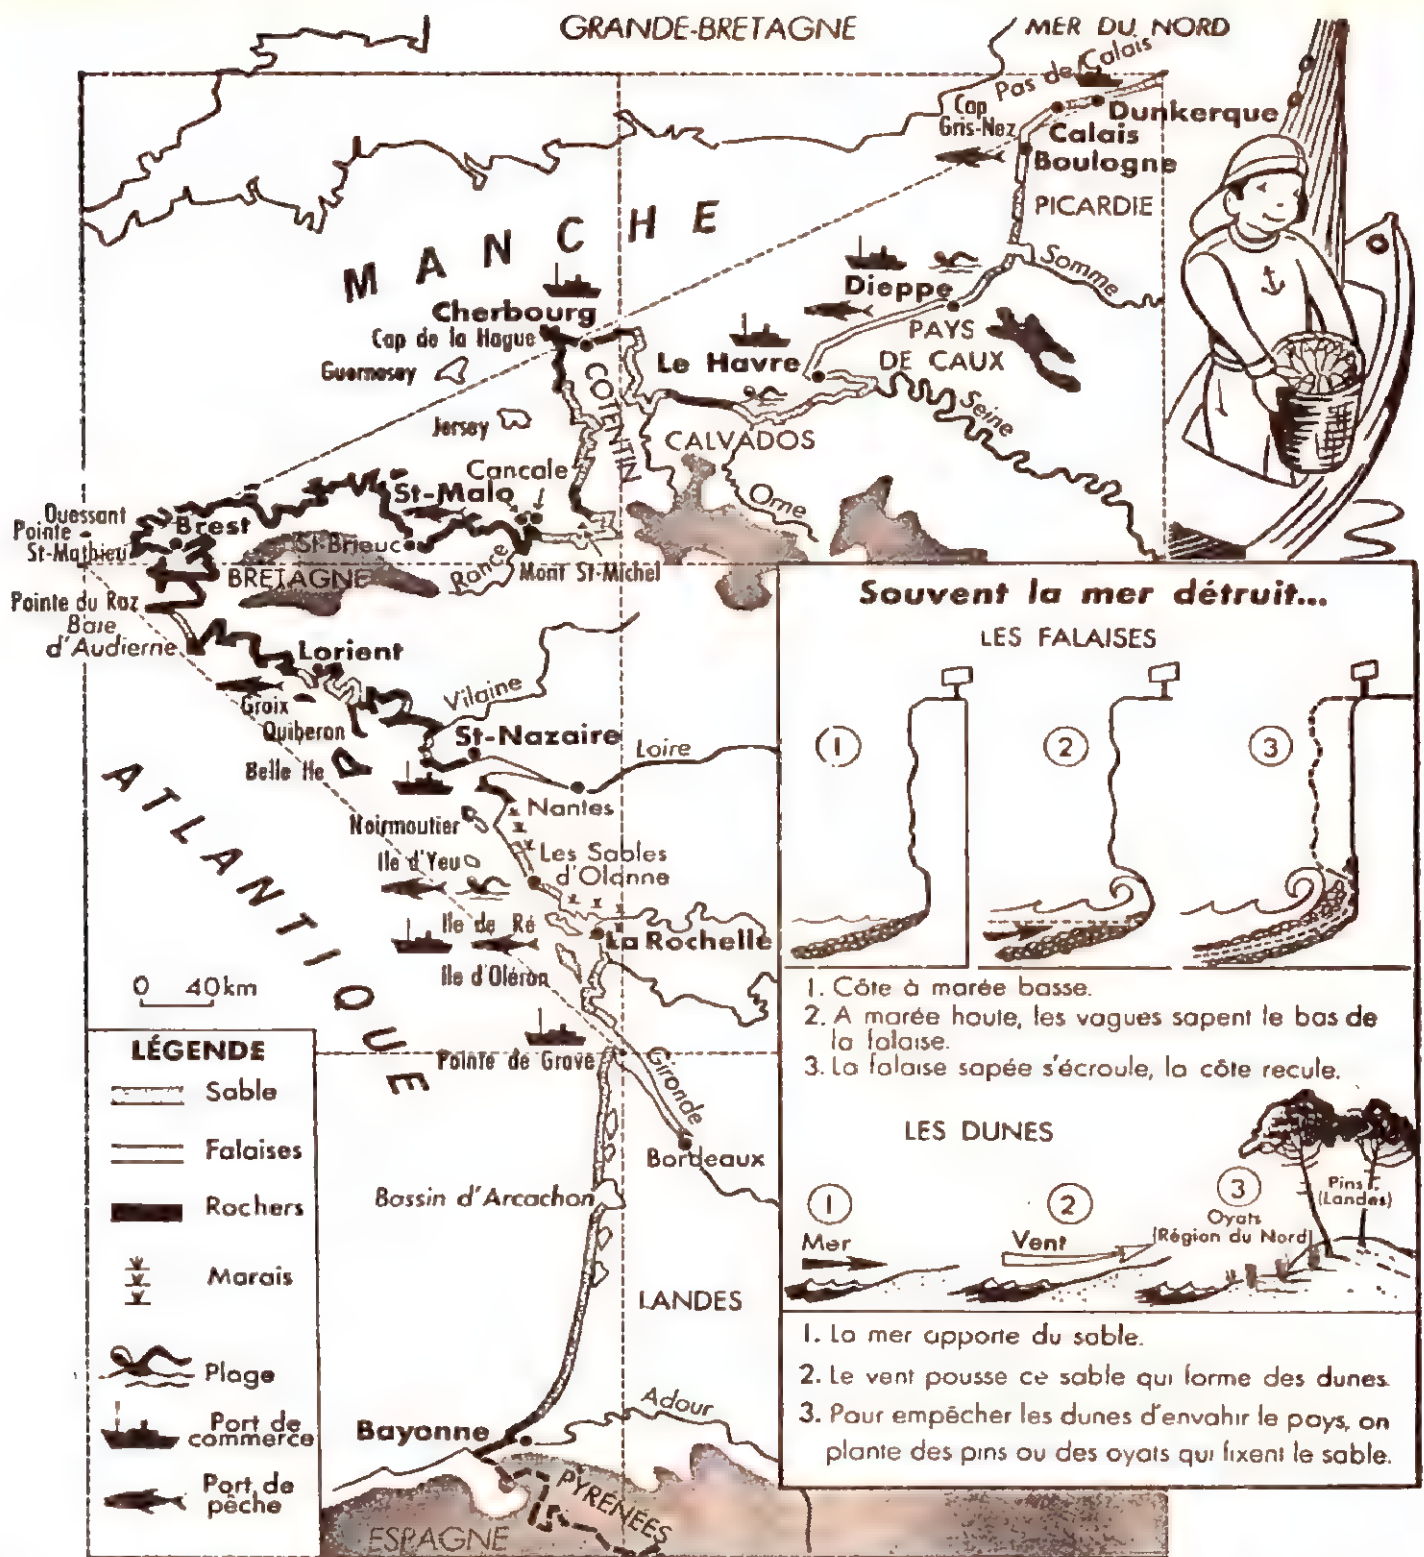 GRANDE-BRETAGNE
MER DU NORD
Pas de Calais
Cap
Gris-Nez
Dunkerque
Calais
Boulogne
PICARDIE
MANCHE
Somme
Dieppe
Cherbourg
Cap de la Hague
PAYS
DE CAUX
Le Havre
Guernesey
COTENTIN
Seine
Jersey
CALVADOS
Cancale
St-Malo
Orne
Ouessant
Pointe
St-Mathieu
Brest
St-Brieuc
Rance
BRETAGNE
Mont St-Michel
Pointe du Raz
Baie
d'Audierne
Lorient
Vilaine
Groix
Quiberon
St-Nazaire
Loire
Belle Ile
ATLANTIQUE
Nantes
Noirmoutier
Ile d'Yeu
Les Sables
d'Olonne
Ile de Ré
La Rochelle
Ile d'Oléron
0 40km
Pointe de Grave
Gironde
Bordeaux
Bassin d'Arcachon
LANDES
Adour
Bayonne
PYRÉNÉES
ESPAGNE
LÉGENDE
Sable
Falaises
Rochers
Marais
Plage
Port de
commerce
Port de
pêche
Souvent la mer détruit...
LES FALAISES
1
2
3
1. Côte à marée basse.
2. A marée haute, les vagues sapent le bas de
la falaise.
3. La falaise sapée s'écroule, la côte recule.
LES DUNES
1
Mer
2
Vent
3
Oyats
(Région du Nord)
Pins
(Landes)
1. La mer apporte du sable.
2. Le vent pousse ce sable qui forme des dunes.
3. Pour empêcher les dunes d'envahir le pays, on
plante des pins ou des oyats qui fixent le sable.